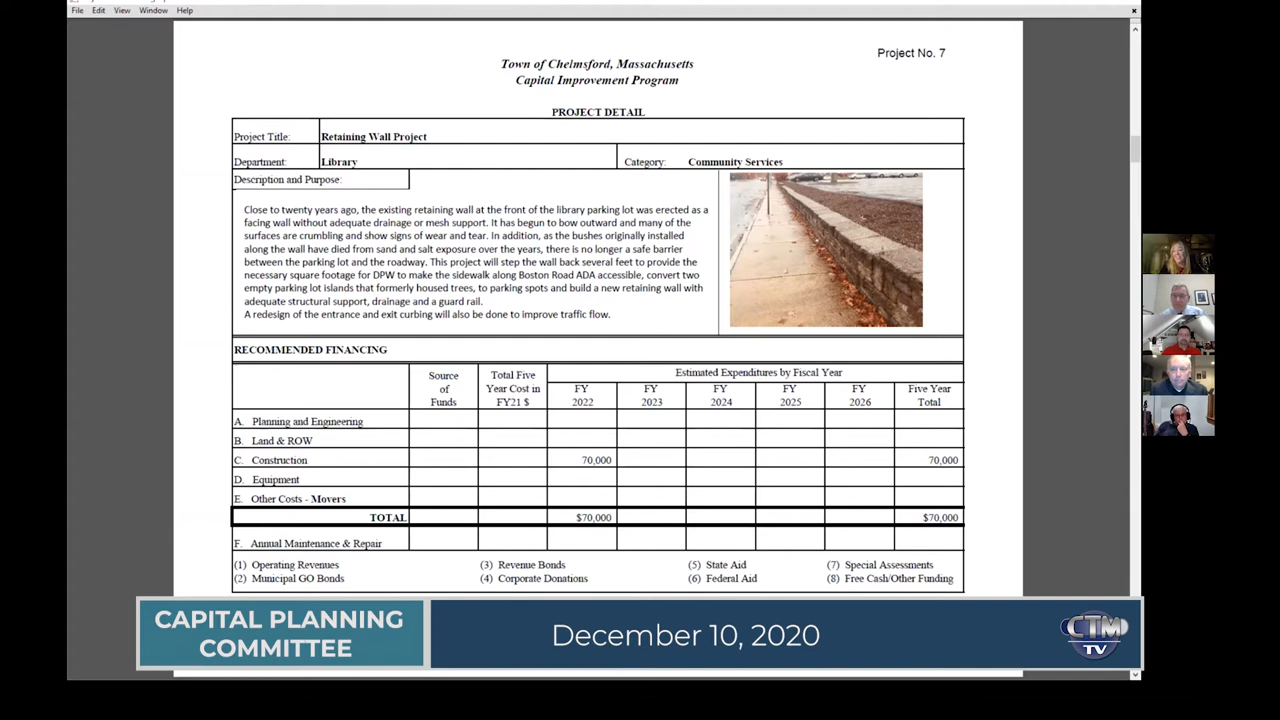 File Edit View Window Help
Project No. 7
Town of Chelmsford, Massachusetts
Capital Improvement Program
PROJECT DETAIL
Project Title: Retaining Wall Project
Department: Library Category: Community Services
Description and Purpose:
Close to twenty years ago, the existing retaining wall at the front of the library parking lot was erected as a
facing wall without adequate drainage or mesh support. It has begun to bow outward and many of the
surfaces are crumbling and show signs of wear and tear. In addition, as the bushes originally installed
along the wall have died from sand and salt exposure over the years, there is no longer a safe barrier
between the parking lot and the roadway. This project will step the wall back several feet to provide the
necessary square footage for DPW to make the sidewalk along Boston Road ADA accessible, convert two
empty parking lot islands that formerly housed trees, to parking spots and build a new retaining wall with
adequate structural support, drainage and a guard rail.
A redesign of the entrance and exit curbing will also be done to improve traffic flow.
RECOMMENDED FINANCING
Source Total Five Estimated Expenditures by Fiscal Year
of Year Cost in FY FY FY FY FY Five Year
Funds FY21 $ 2022 2023 2024 2025 2026 Total
A. Planning and Engineering
B. Land & ROW
C. Construction 70,000 70,000
D. Equipment
E. Other Costs - Movers
TOTAL $70,000 $70,000
F. Annual Maintenance & Repair
(1) Operating Revenues (3) Revenue Bonds (5) State Aid (7) Special Assessments
(2) Municipal GO Bonds (4) Corporate Donations (6) Federal Aid (8) Free Cash/Other Funding
CAPITAL PLANNING
COMMITTEE
December 10, 2020
CTM
TV